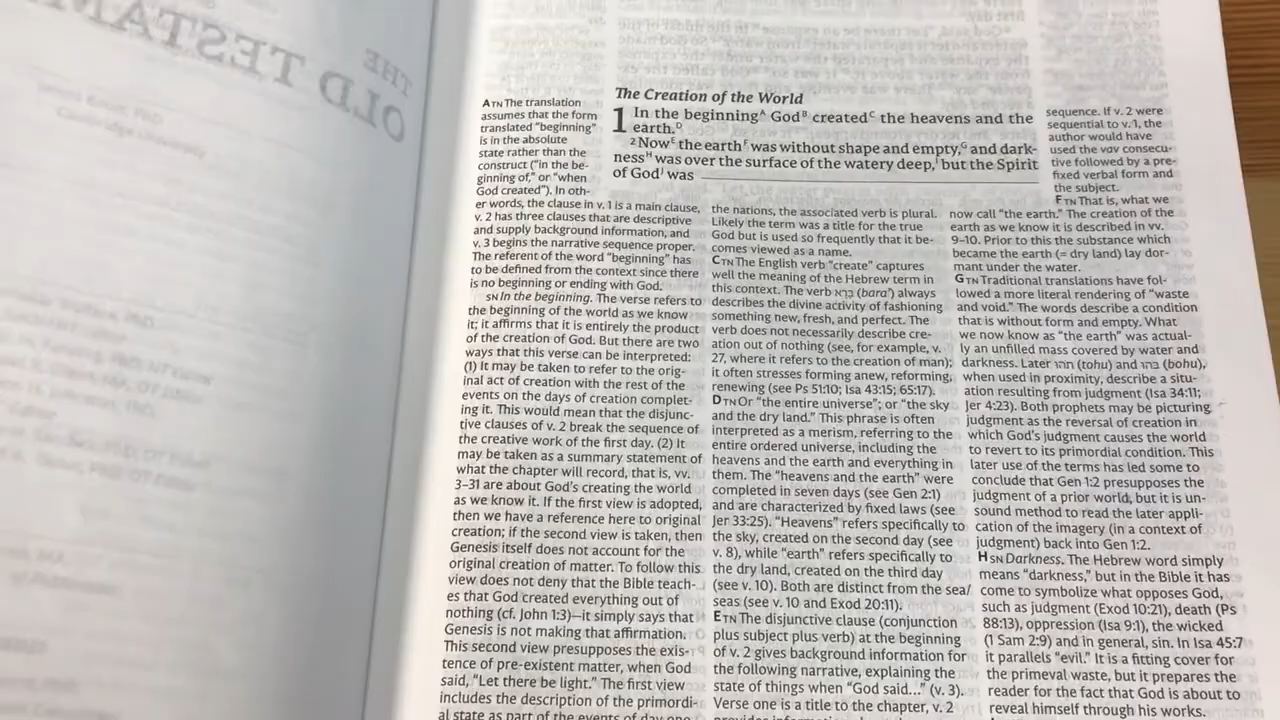 The Creation of the World
1 In the beginningA GodB createdC the heavens and the
earth.D
2 NowE the earthF was without shape and empty,G and dark-
nessH was over the surface of the watery deep,I but the Spirit
of GodJ was
A TN The translation
assumes that the form
translated “beginning”
is in the absolute
state rather than the
construct (“in the be-
ginning of,” or “when
God created”). In oth-
er words, the clause in v. 1 is a main clause,
v. 2 has three clauses that are descriptive
and supply background information, and
v. 3 begins the narrative sequence proper.
The referent of the word “beginning” has
to be defined from the context since there
is no beginning or ending with God.
SN In the beginning. The verse refers to
the beginning of the world as we know
it; it affirms that it is entirely the product
of the creation of God. But there are two
ways that this verse can be interpreted:
(1) It may be taken to refer to the orig-
inal act of creation with the rest of the
events on the days of creation complet-
ing it. This would mean that the disjunc-
tive clauses of v. 2 break the sequence of
the creative work of the first day. (2) It
may be taken as a summary statement of
what the chapter will record, that is, vv.
3–31 are about God’s creating the world
as we know it. If the first view is adopted,
then we have a reference here to original
creation; if the second view is taken, then
Genesis itself does not account for the
original creation of matter. To follow this
view does not deny that the Bible teach-
es that God created everything out of
nothing (cf. John 1:3)—it simply says that
Genesis is not making that affirmation.
This second view presupposes the exis-
tence of pre-existent matter, when God
said, “Let there be light.” The first view
includes the description of the primordi-
al state as part of the events of day one
the nations, the associated verb is plural.
Likely the term was a title for the true
God but is used so frequently that it be-
comes viewed as a name.
C TN The English verb “create” captures
well the meaning of the Hebrew term in
this context. The verb בָּרָא (bara’) always
describes the divine activity of fashioning
something new, fresh, and perfect. The
verb does not necessarily describe cre-
ation out of nothing (see, for example, v.
27, where it refers to the creation of man);
it often stresses forming anew, reforming,
renewing (see Ps 51:10; Isa 43:15; 65:17).
D TN Or “the entire universe”; or “the sky
and the dry land.” This phrase is often
interpreted as a merism, referring to the
entire ordered universe, including the
heavens and the earth and everything in
them. The “heavens and the earth” were
completed in seven days (see Gen 2:1)
and are characterized by fixed laws (see
Jer 33:25). “Heavens” refers specifically to
the sky, created on the second day (see
v. 8), while “earth” refers specifically to
the dry land, created on the third day
(see v. 10). Both are distinct from the sea/
seas (see v. 10 and Exod 20:11).
E TN The disjunctive clause (conjunction
plus subject plus verb) at the beginning
of v. 2 gives background information for
the following narrative, explaining the
state of things when “God said…” (v. 3).
Verse one is a title to the chapter, v. 2
sequence. If v. 2 were
sequential to v. 1, the
author would have
used the vav consecu-
tive followed by a pre-
fixed verbal form and
the subject.
F TN That is, what we
now call “the earth.” The creation of the
earth as we know it is described in vv.
9–10. Prior to this the substance which
became the earth (= dry land) lay dor-
mant under the water.
G TN Traditional translations have fol-
lowed a more literal rendering of “waste
and void.” The words describe a condition
that is without form and empty. What
we now know as “the earth” was actual-
ly an unfilled mass covered by water and
darkness. Later תהו (tohu) and בהו (bohu),
when used in proximity, describe a situ-
ation resulting from judgment (Isa 34:11;
Jer 4:23). Both prophets may be picturing
judgment as the reversal of creation in
which God’s judgment causes the world
to revert to its primordial condition. This
later use of the terms has led some to
conclude that Gen 1:2 presupposes the
judgment of a prior world, but it is un-
sound method to read the later appli-
cation of the imagery (in a context of
judgment) back into Gen 1:2.
H SN Darkness. The Hebrew word simply
means “darkness,” but in the Bible it has
come to symbolize what opposes God,
such as judgment (Exod 10:21), death (Ps
88:13), oppression (Isa 9:1), the wicked
(1 Sam 2:9) and in general, sin. In Isa 45:7
it parallels “evil.” It is a fitting cover for
the primeval waste, but it prepares the
reader for the fact that God is about to
reveal himself through his works.
THE
OLD TESTAM